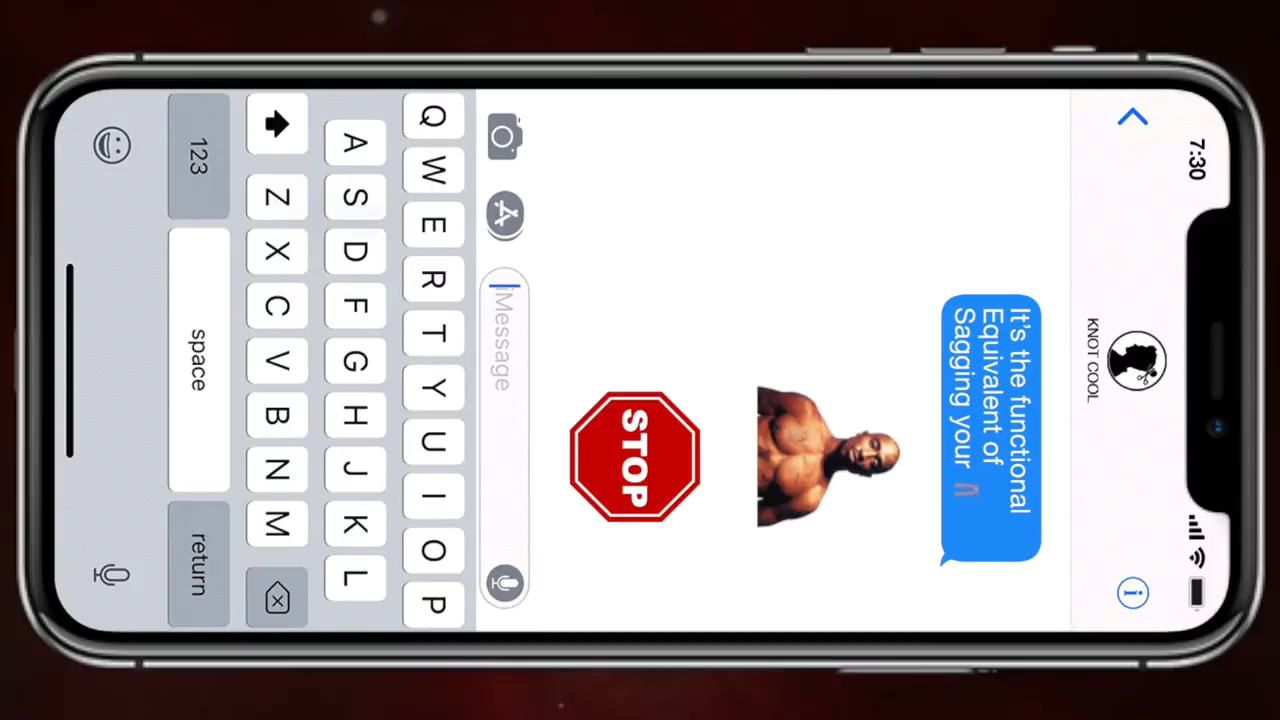 7:30
KNOT COOL
It's the functional
Equivalent of
Sagging your 👖
STOP
iMessage
Q W E R T Y U I O P
A S D F G H J K L
Z X C V B N M
123 space return